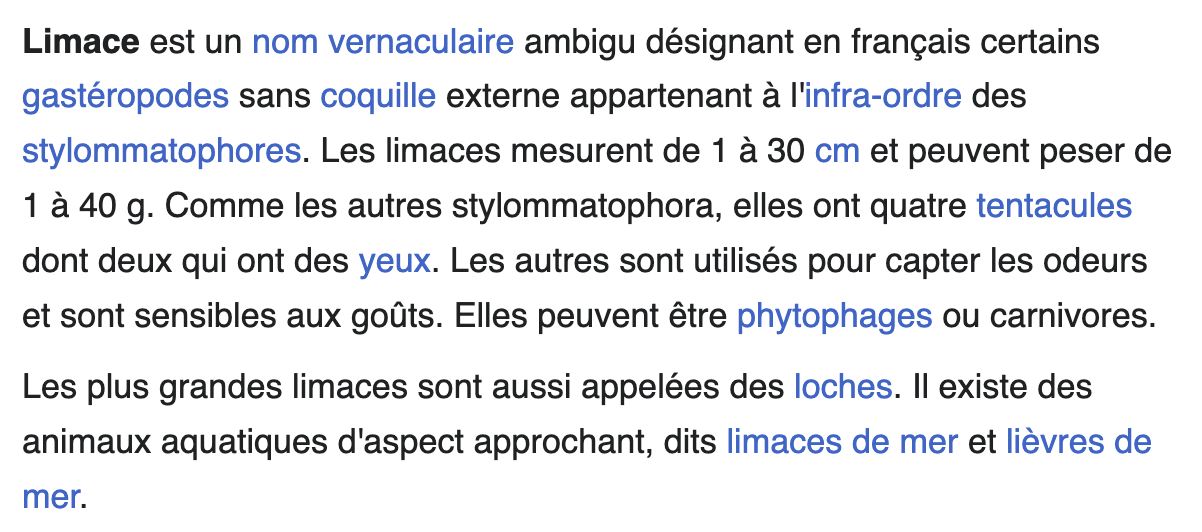 Limace est un nom vernaculaire ambigu désignant en français certains
gastéropodes sans coquille externe appartenant à l'infra-ordre des
stylommatophores. Les limaces mesurent de 1 à 30 cm et peuvent peser de
1 à 40 g. Comme les autres stylommatophora, elles ont quatre tentacules
dont deux qui ont des yeux. Les autres sont utilisés pour capter les odeurs
et sont sensibles aux goûts. Elles peuvent être phytophages ou carnivores.
Les plus grandes limaces sont aussi appelées des loches. Il existe des
animaux aquatiques d'aspect approchant, dits limaces de mer et lièvres de
mer.